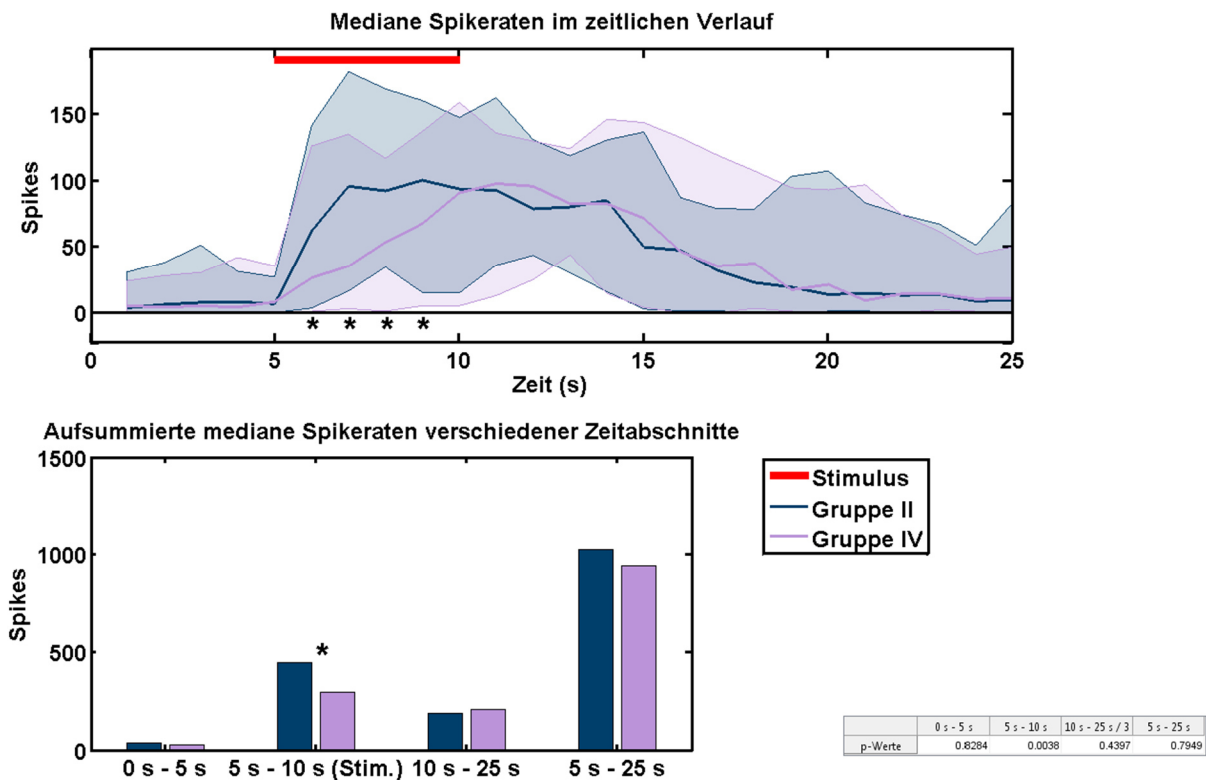 Mediane Spikeraten im zeitlichen Verlauf
150
100
50
0
Spikes
* * * *
0 5 10 15 20 25
Zeit (s)
Aufsummierte mediane Spikeraten verschiedener Zeitabschnitte
1500
1000
500
0
Spikes
*
0 s - 5 s 5 s - 10 s (Stim.) 10 s - 25 s 5 s - 25 s
Stimulus
Gruppe II
Gruppe IV
0 s - 5 s 5 s - 10 s 10 s - 25 s / 3 5 s - 25 s
p-Werte 0.8284 0.0038 0.4397 0.7949